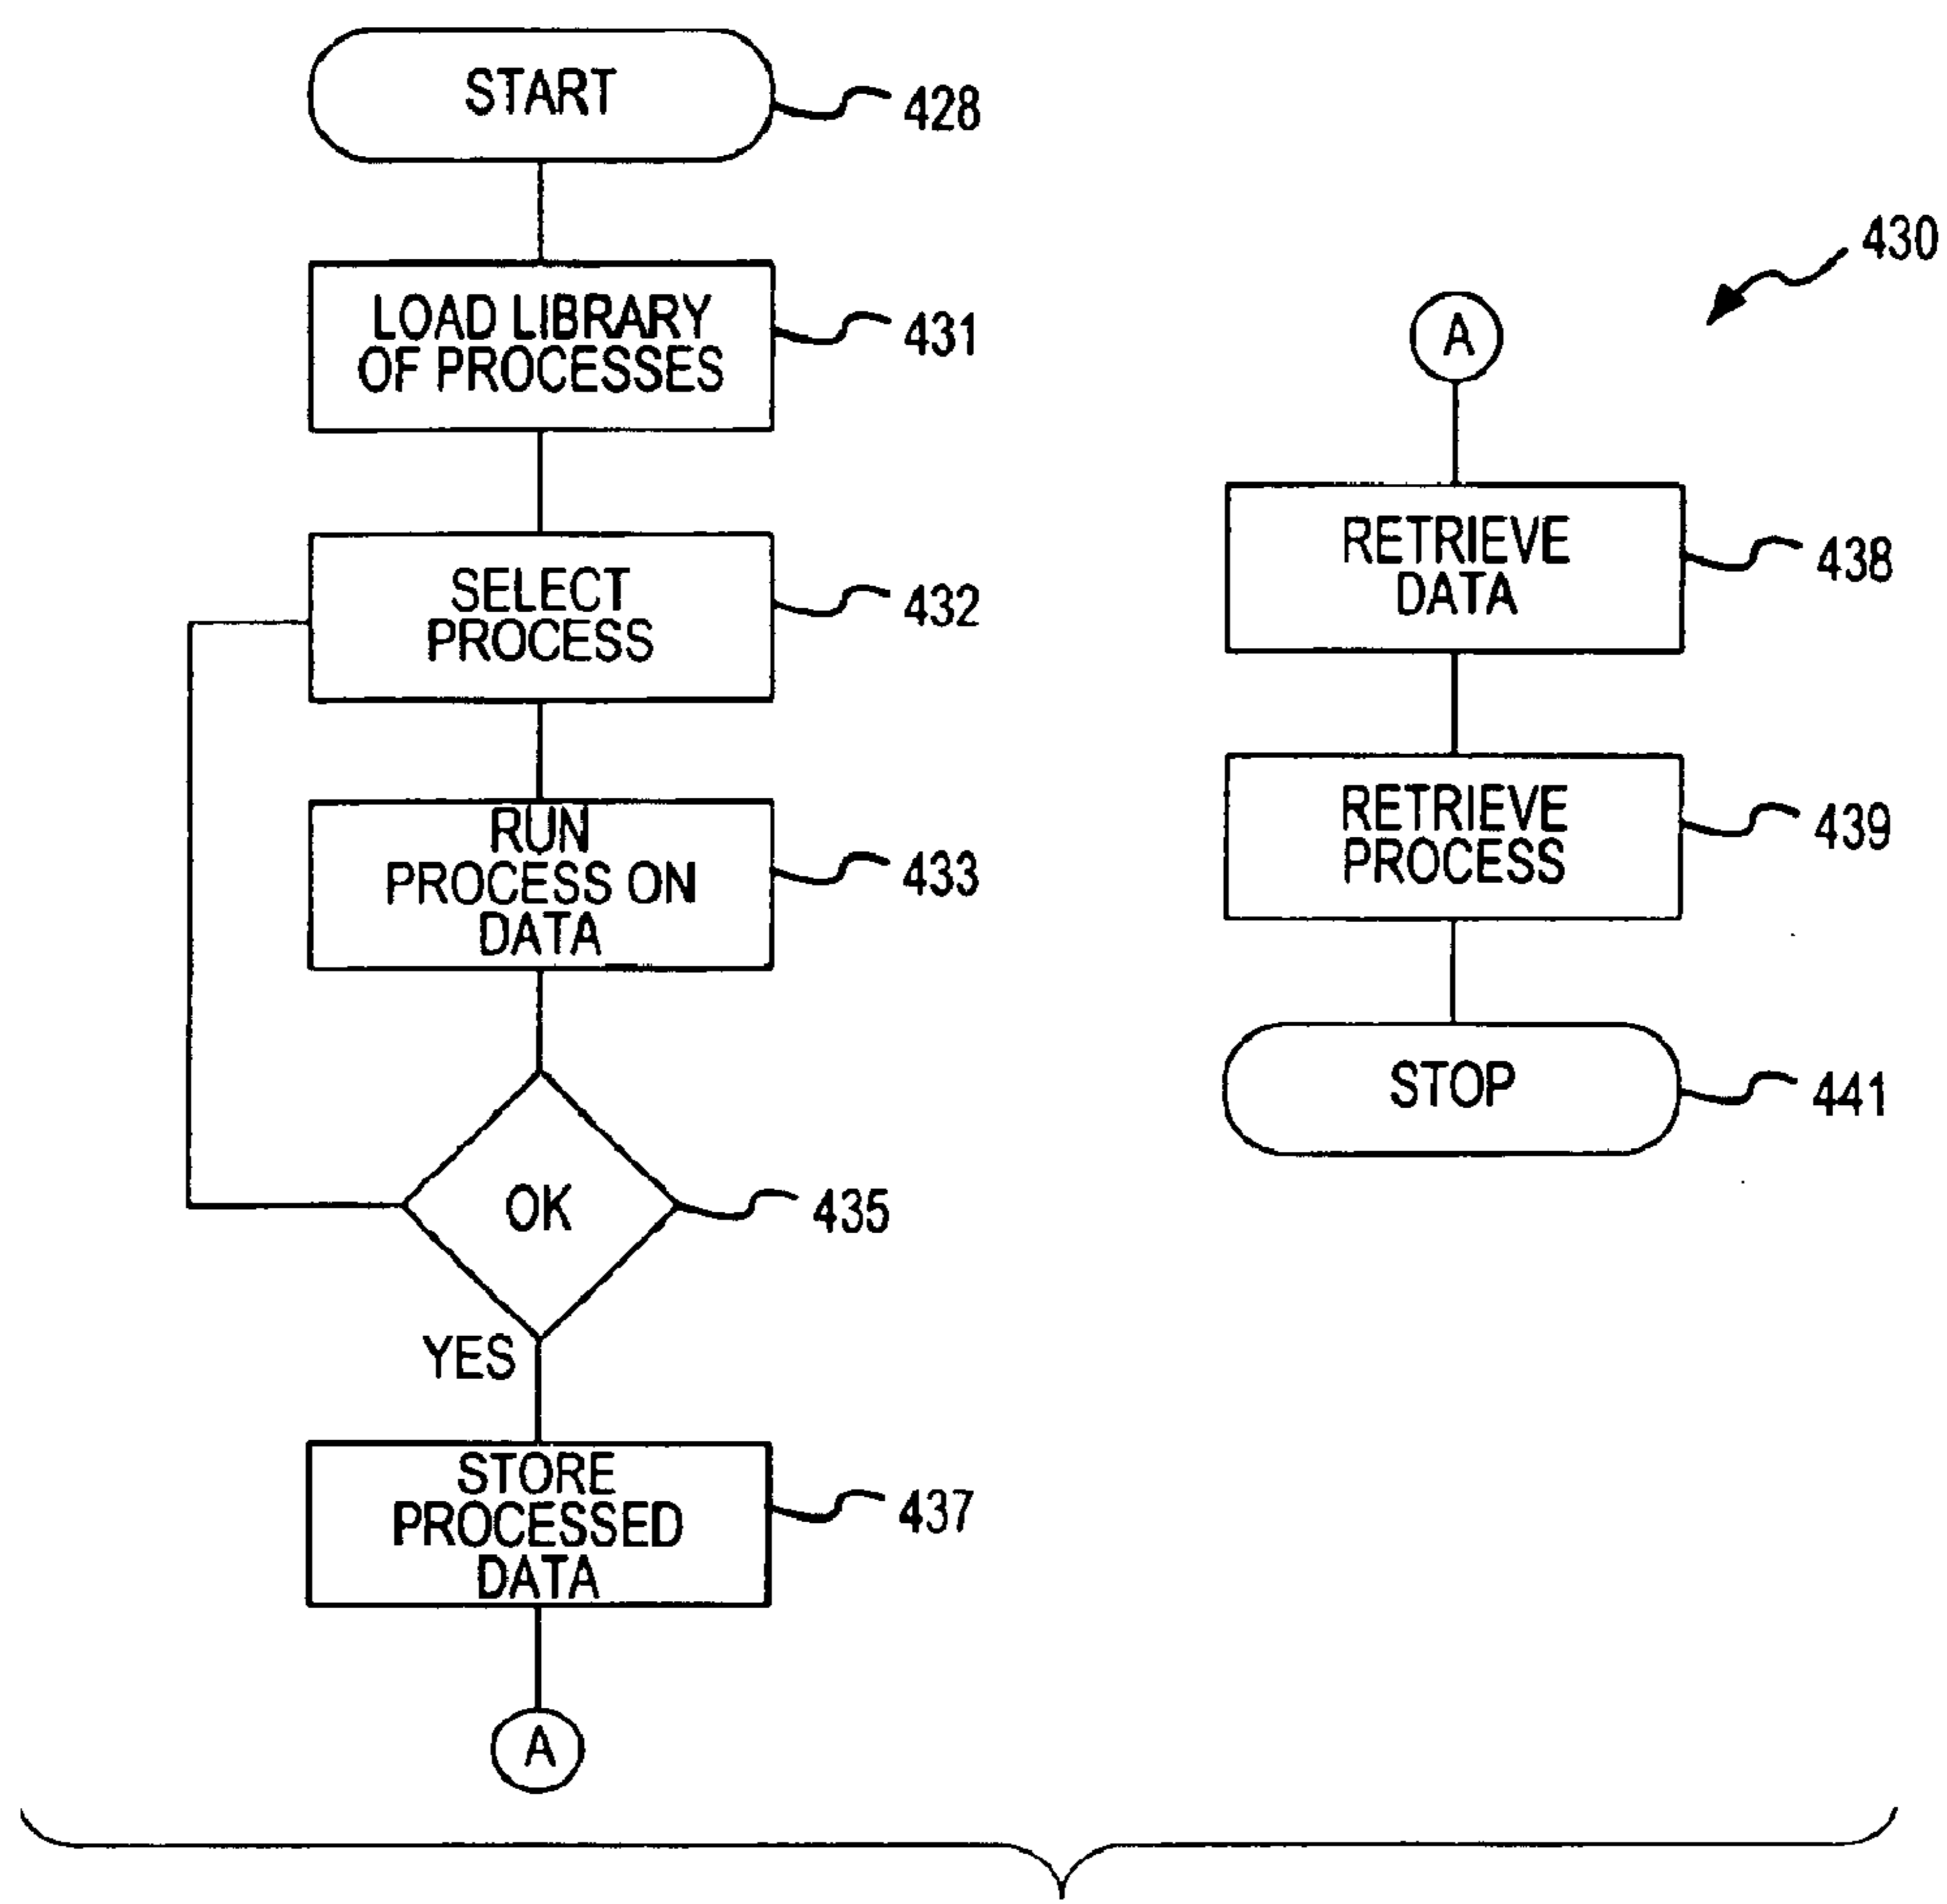 START
428
LOAD LIBRARY
OF PROCESSES
431
SELECT
PROCESS
432
RUN
PROCESS ON
DATA
433
OK
435
YES
STORE
PROCESSED
DATA
437
A
430
A
RETRIEVE
DATA
438
RETRIEVE
PROCESS
439
STOP
441